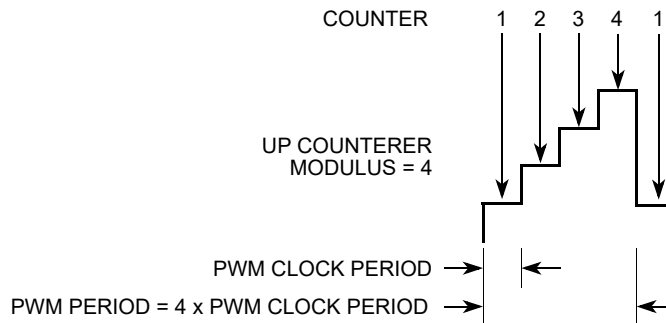 COUNTER 1 2 3 4 1
UP COUNTERER
MODULUS = 4
PWM CLOCK PERIOD
PWM PERIOD = 4 x PWM CLOCK PERIOD